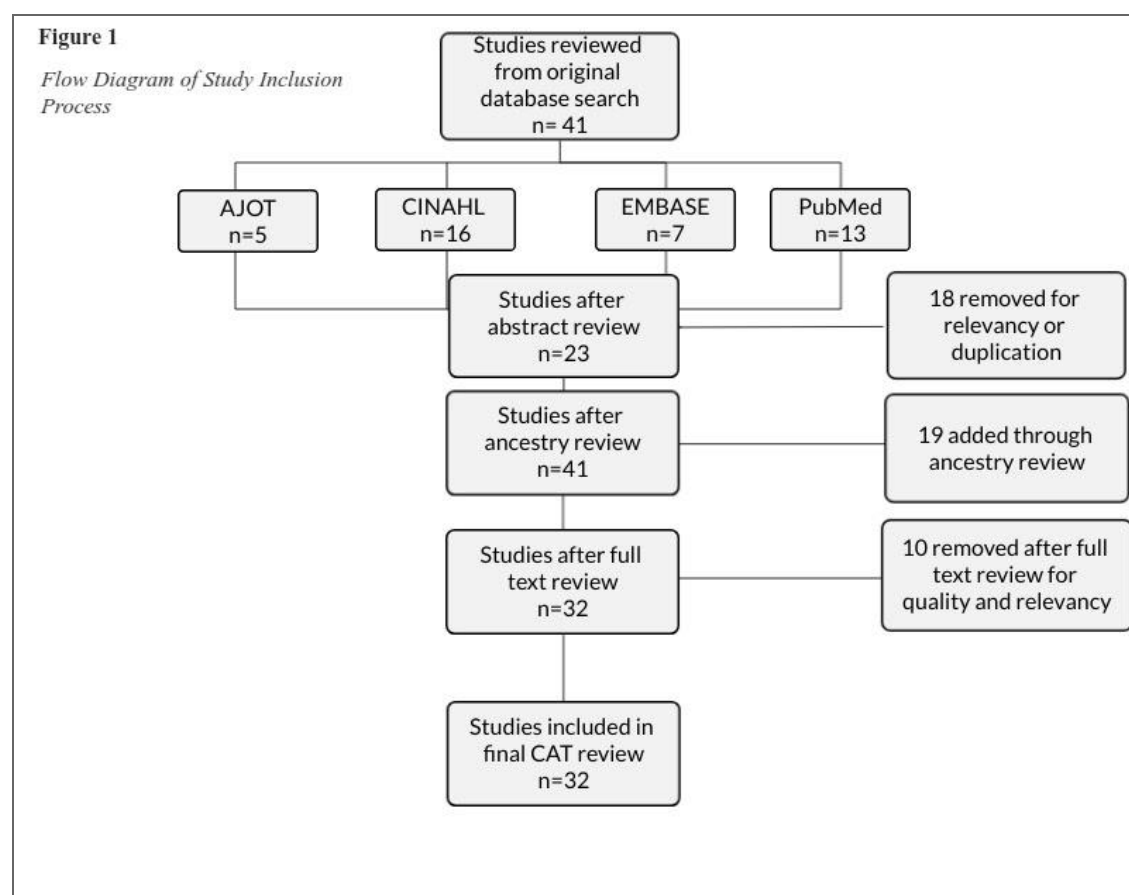 Figure 1
Flow Diagram of Study Inclusion
Process
Studies reviewed
from original
database search
n= 41
AJOT
n=5
CINAHL
n=16
EMBASE
n=7
PubMed
n=13
Studies after
abstract review
n=23
18 removed for
relevancy or
duplication
Studies after
ancestry review
n=41
19 added through
ancestry review
Studies after full
text review
n=32
10 removed after full
text review for
quality and relevancy
Studies included in
final CAT review
n=32